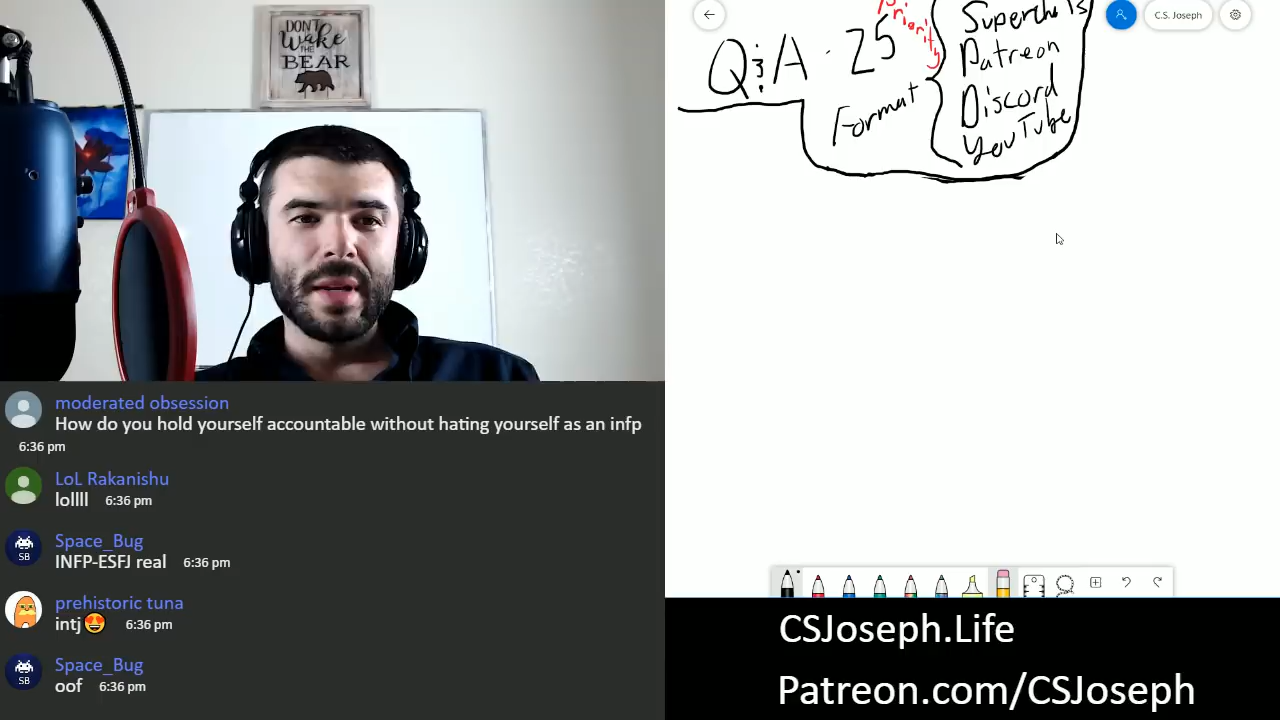 DON'T
Wake
THE
BEAR
Q & A · 25
Format
Priority
Superchats
Patreon
Discord
YouTube
C.S. Joseph
moderated obsession
How do you hold yourself accountable without hating yourself as an infp
6:36 pm
LoL Rakanishu
lollll 6:36 pm
SB
Space_Bug
INFP-ESFJ real 6:36 pm
prehistoric tuna
intj😍 6:36 pm
SB
Space_Bug
oof 6:36 pm
CSJoseph.Life
Patreon.com/CSJoseph